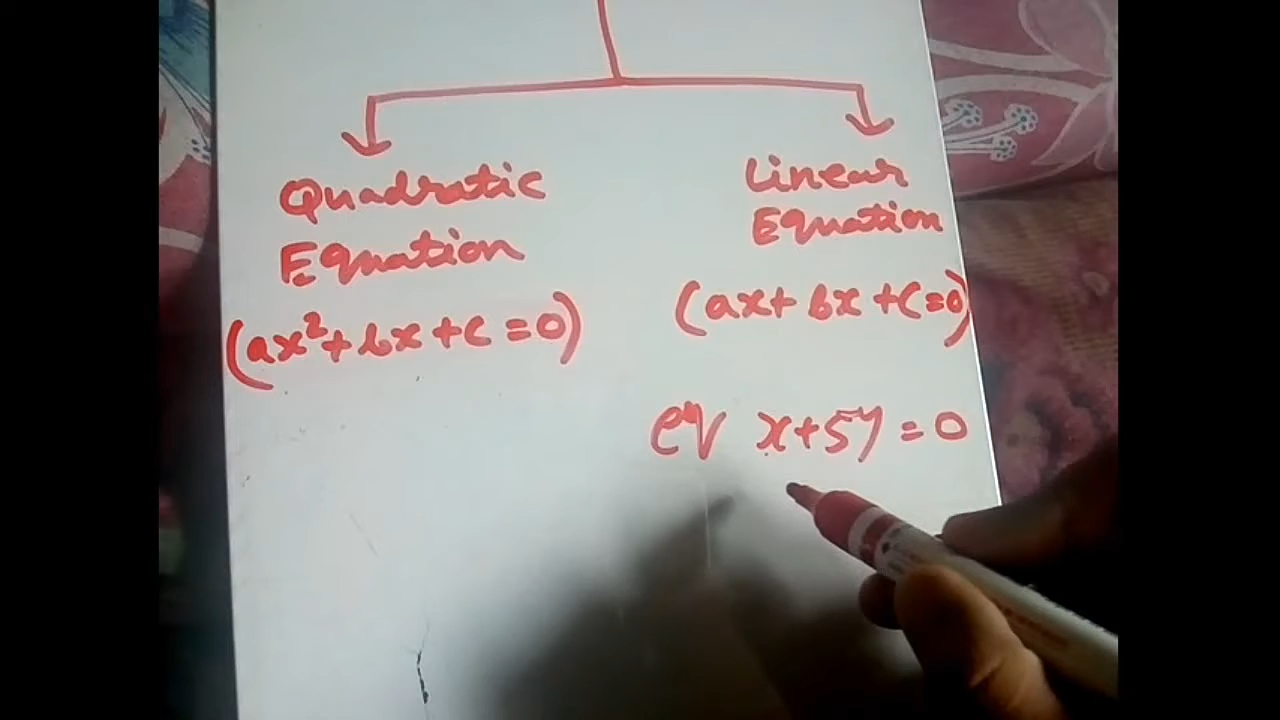 Quadratic
Equation
(ax²+bx+c=0)
Linear
Equation
(ax+bx+c=0)
eg x+5y=0